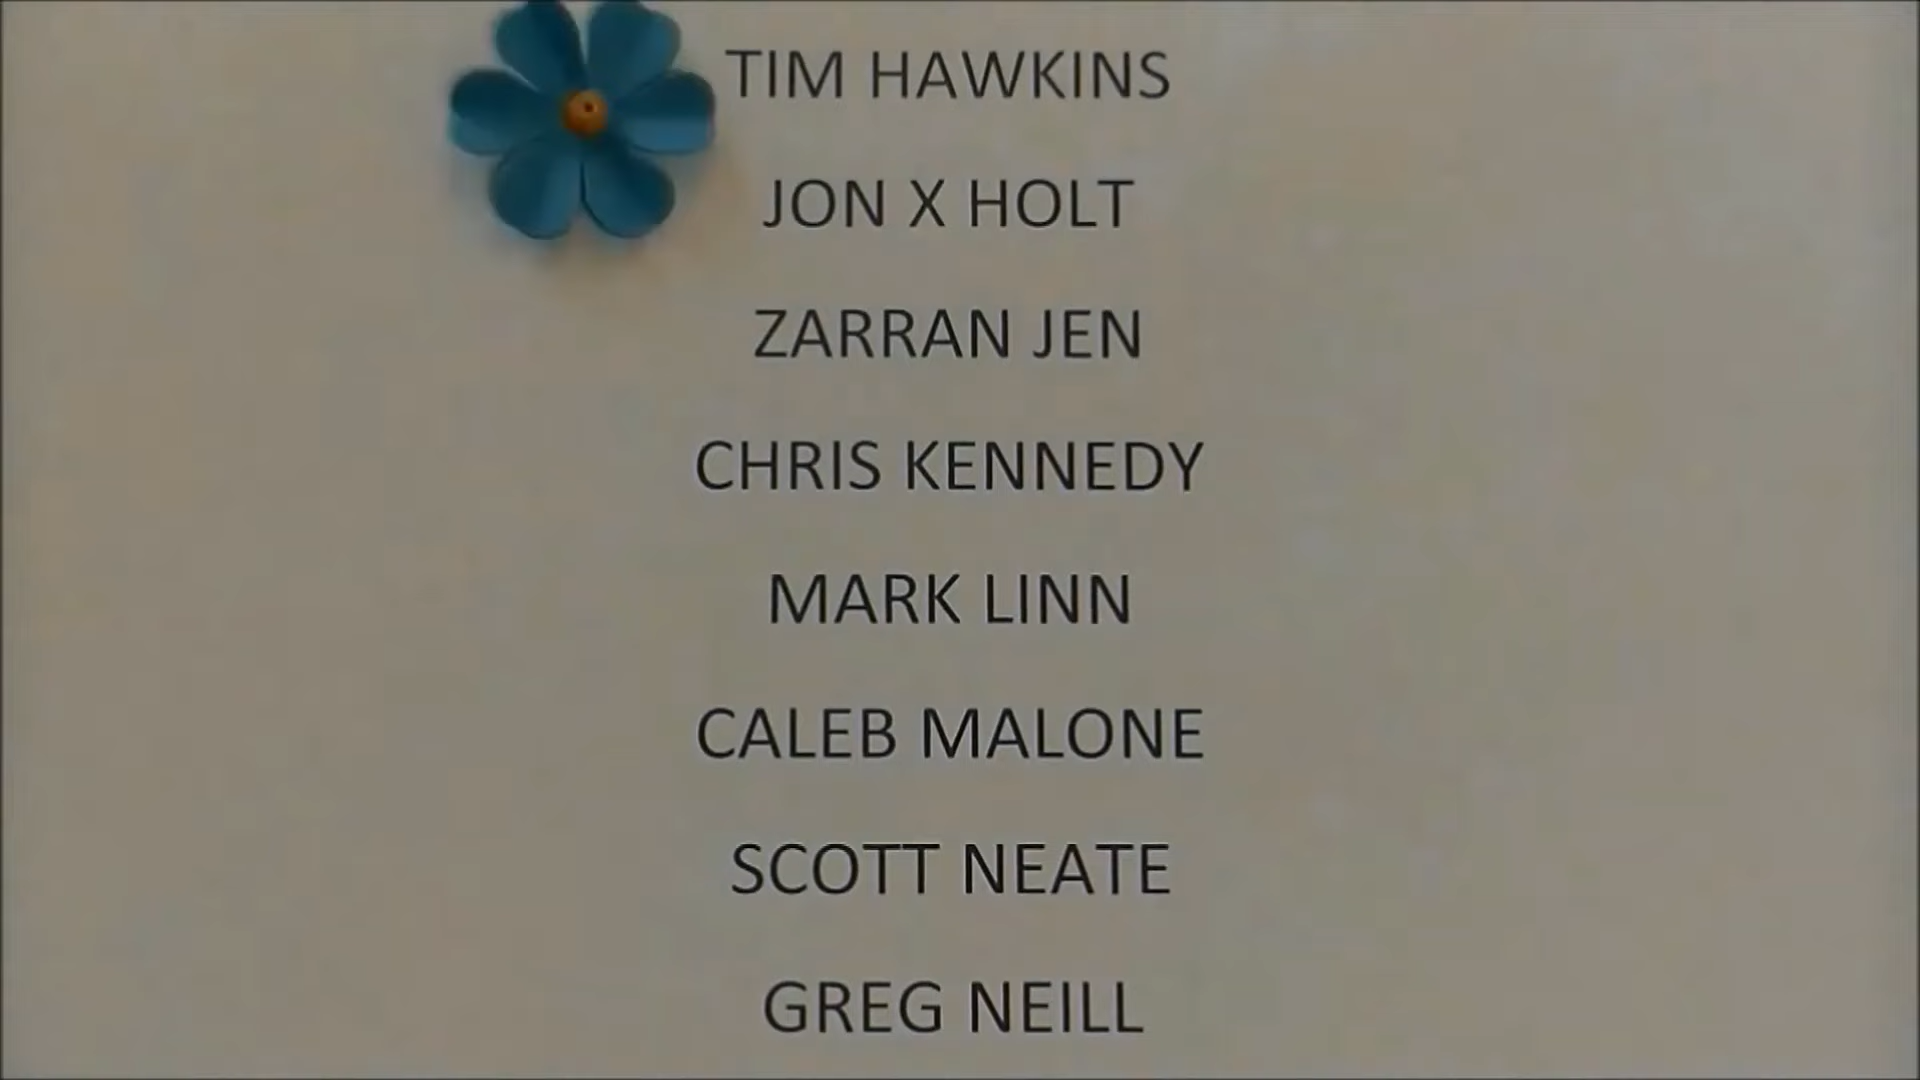 TIM HAWKINS
JON X HOLT
ZARRAN JEN
CHRIS KENNEDY
MARK LINN
CALEB MALONE
SCOTT NEATE
GREG NEILL